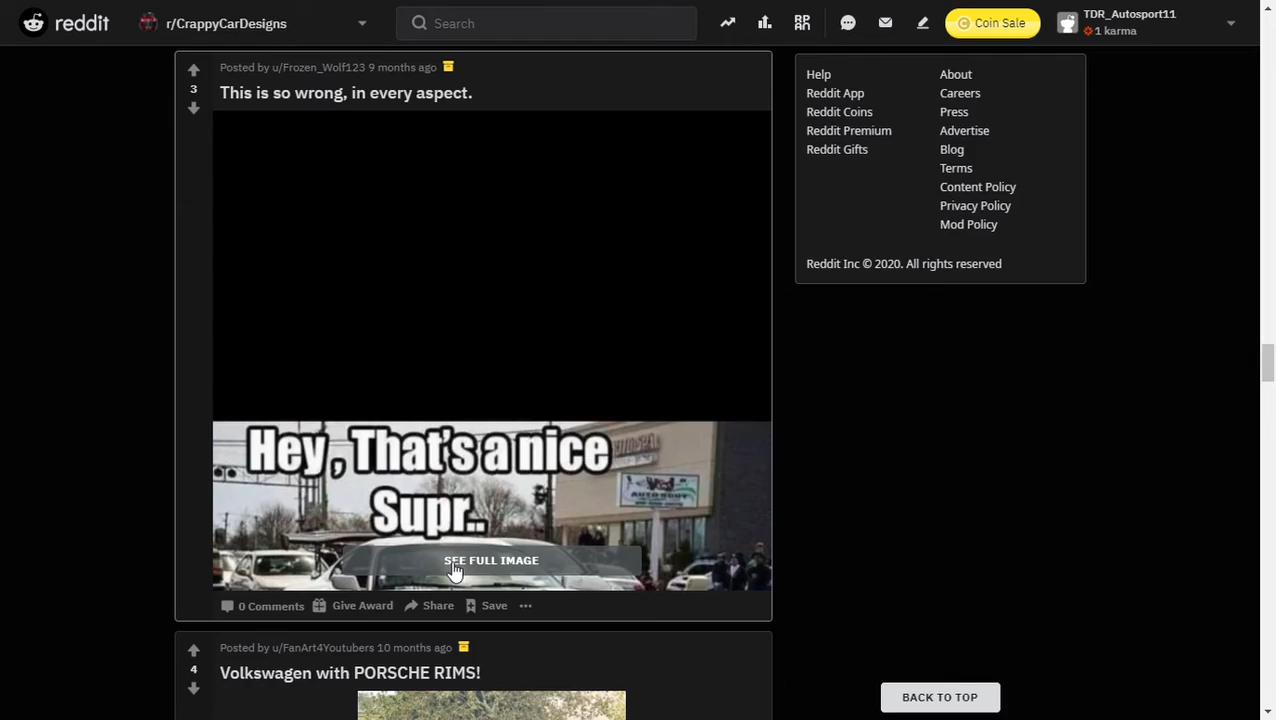 reddit r/CrappyCarDesigns Search Coin Sale TDR_Autosport11
1 karma
Posted by u/Frozen_Wolf123 9 months ago
3
This is so wrong, in every aspect.
Hey, That's a nice
Supr..
SEE FULL IMAGE
0 Comments Give Award Share Save ...
Posted by u/FanArt4Youtubers 10 months ago
4
Volkswagen with PORSCHE RIMS!
Help About
Reddit App Careers
Reddit Coins Press
Reddit Premium Advertise
Reddit Gifts Blog
Terms
Content Policy
Privacy Policy
Mod Policy
Reddit Inc © 2020. All rights reserved
BACK TO TOP